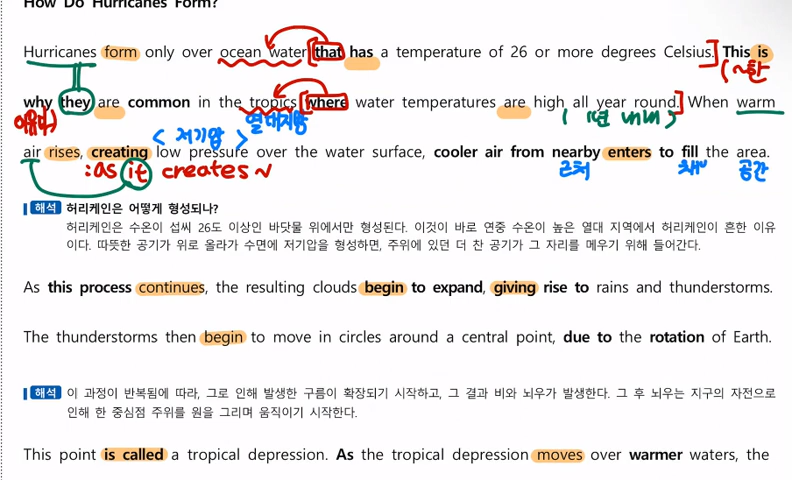 How Do Hurricanes Form?
Hurricanes form only over ocean water that has a temperature of 26 or more degrees Celsius. This is
(~한
why they are common in the tropics where water temperatures are high all year round. When warm
이유다)
열대지방
( 1년 내내 )
< 저기압 >
air rises, creating low pressure over the water surface, cooler air from nearby enters to fill the area.
: as it creates ~
근처
채움
공간
해석 허리케인은 어떻게 형성되나?
허리케인은 수온이 섭씨 26도 이상인 바닷물 위에서만 형성된다. 이것이 바로 연중 수온이 높은 열대 지역에서 허리케인이 흔한 이유
이다. 따뜻한 공기가 위로 올라가 수면에 저기압을 형성하면, 주위에 있던 더 찬 공기가 그 자리를 메우기 위해 들어간다.
As this process continues, the resulting clouds begin to expand, giving rise to rains and thunderstorms.
The thunderstorms then begin to move in circles around a central point, due to the rotation of Earth.
해석 이 과정이 반복됨에 따라, 그로 인해 발생한 구름이 확장되기 시작하고, 그 결과 비와 뇌우가 발생한다. 그 후 뇌우는 지구의 자전으로
인해 한 중심점 주위를 원을 그리며 움직이기 시작한다.
This point is called a tropical depression. As the tropical depression moves over warmer waters, the